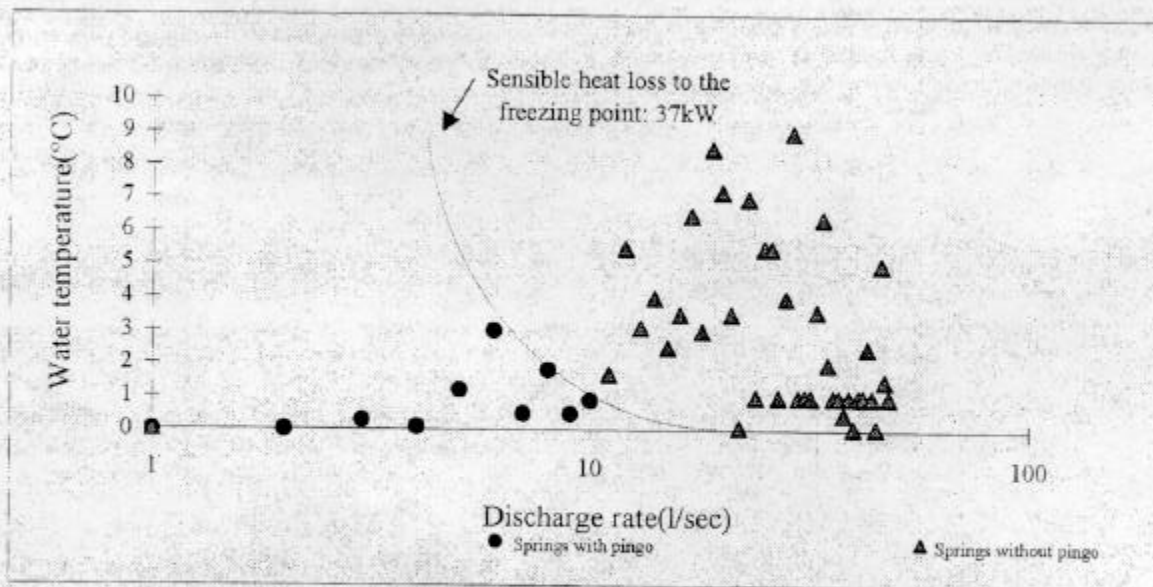 Sensible heat loss to the
freezing point: 37kW
Water temperature(°C)
10
9
8
7
6
5
4
3
2
1
0
1
10
100
Discharge rate(l/sec)
Springs with pingo
Springs without pingo